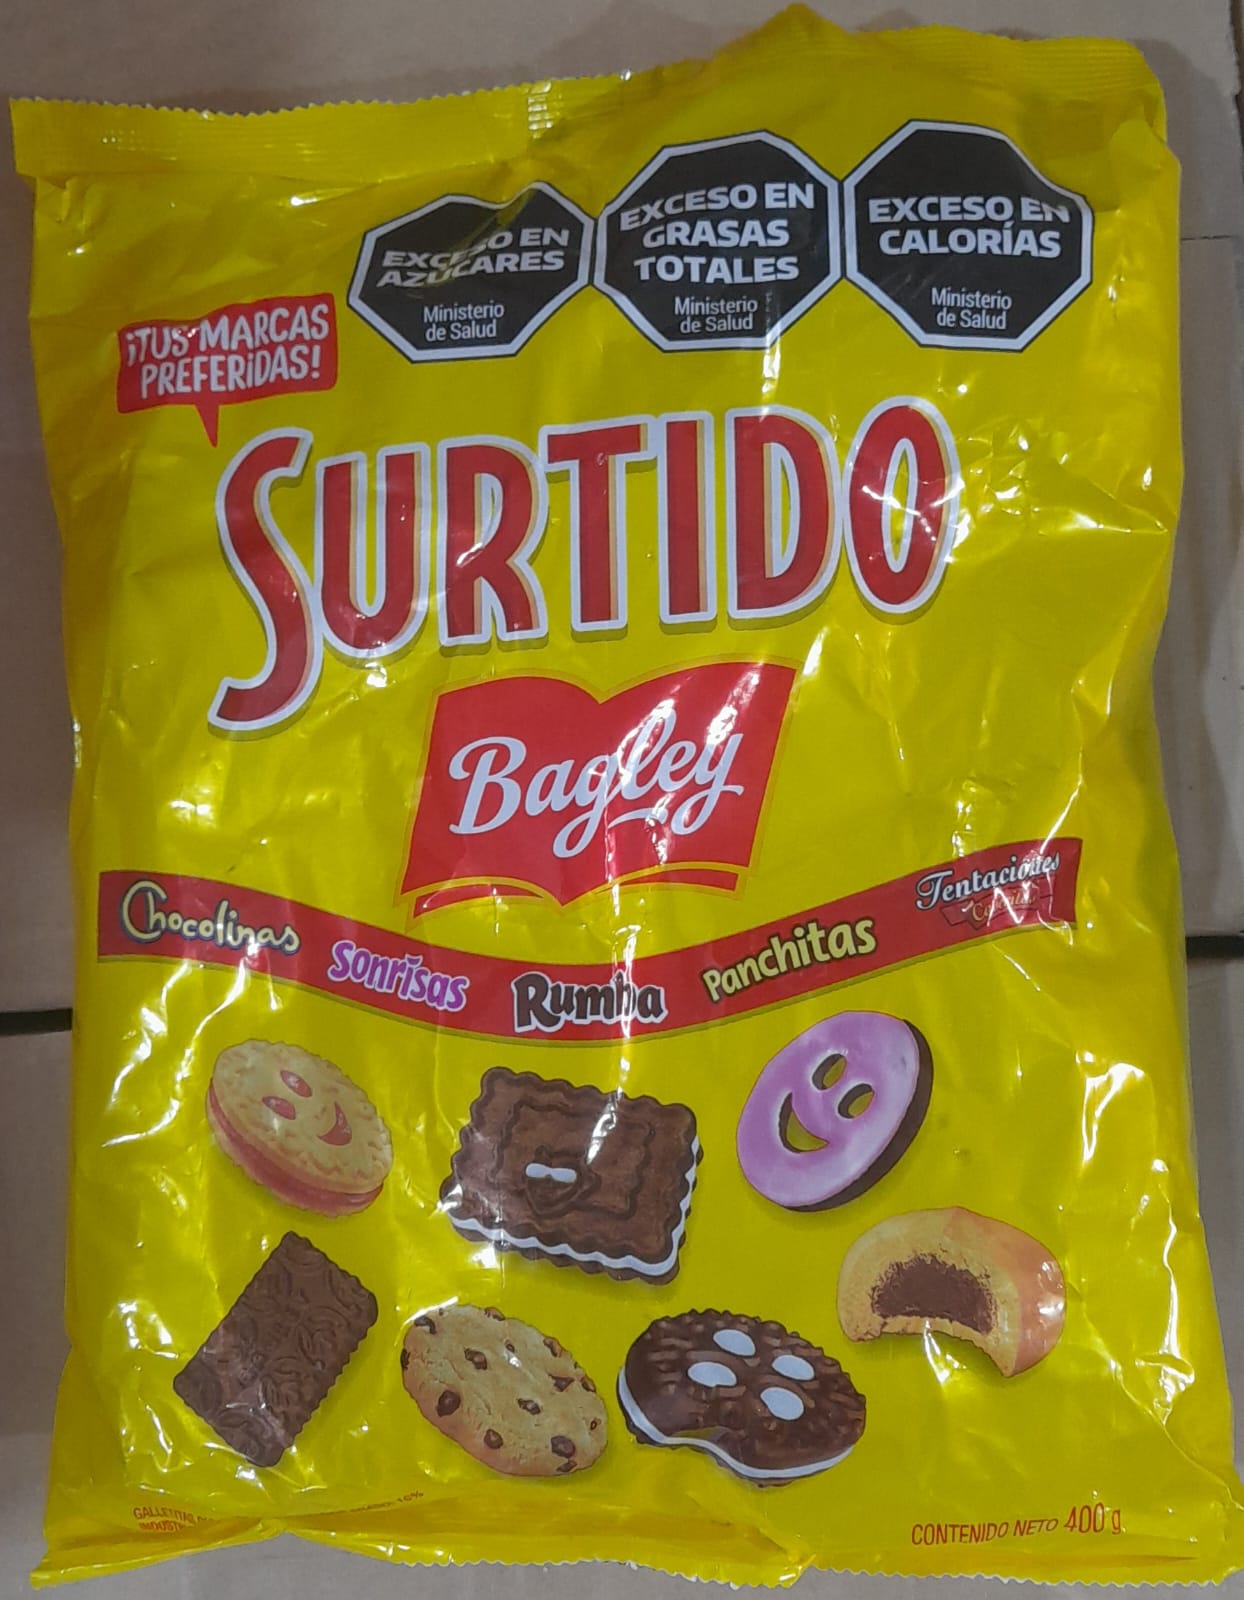 EXCESO EN
AZÚCARES
Ministerio
de Salud
EXCESO EN
GRASAS
TOTALES
Ministerio
de Salud
EXCESO EN
CALORÍAS
Ministerio
de Salud
¡TUS MARCAS
PREFERIDAS!
SURTIDO
Bagley
Chocolinas
Sonrisas
Rumba
Panchitas
Tentaciones
CONTENIDO NETO 400 g